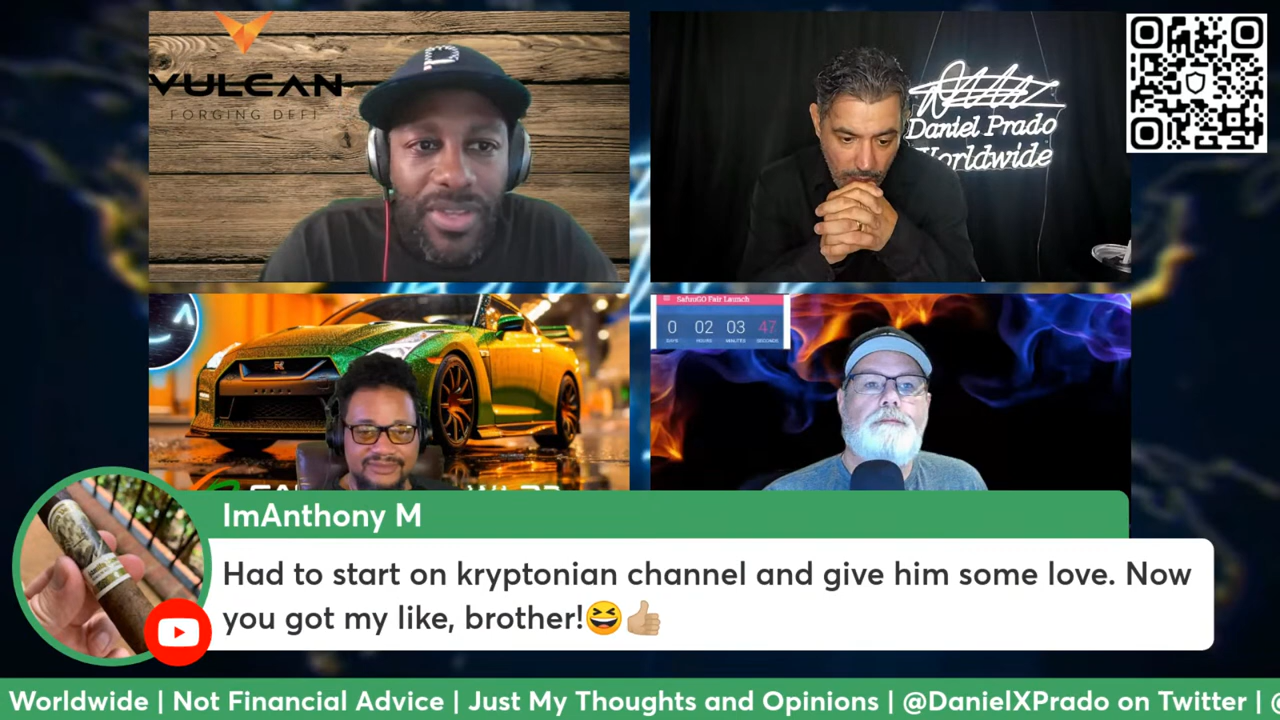 VULCAN
FORGING DEFI
Daniel Prado
Worldwide
SafuuGO Fair Launch
0 02 03 47
DAYS HOURS MINUTES SECONDS
ImAnthony M
Had to start on kryptonian channel and give him some love. Now
you got my like, brother!😆👍🏼
Worldwide | Not Financial Advice | Just My Thoughts and Opinions | @DanielXPrado on Twitter | @